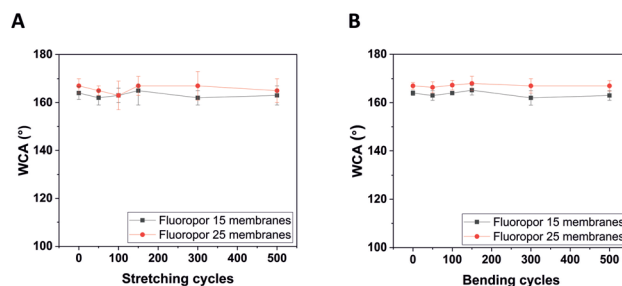 A
180
160
140
120
100
WCA (°)
Fluoropor 15 membranes
Fluoropor 25 membranes
0 100 200 300 400 500
Stretching cycles
B
180
160
140
120
100
WCA (°)
Fluoropor 15 membranes
Fluoropor 25 membranes
0 100 200 300 400 500
Bending cycles